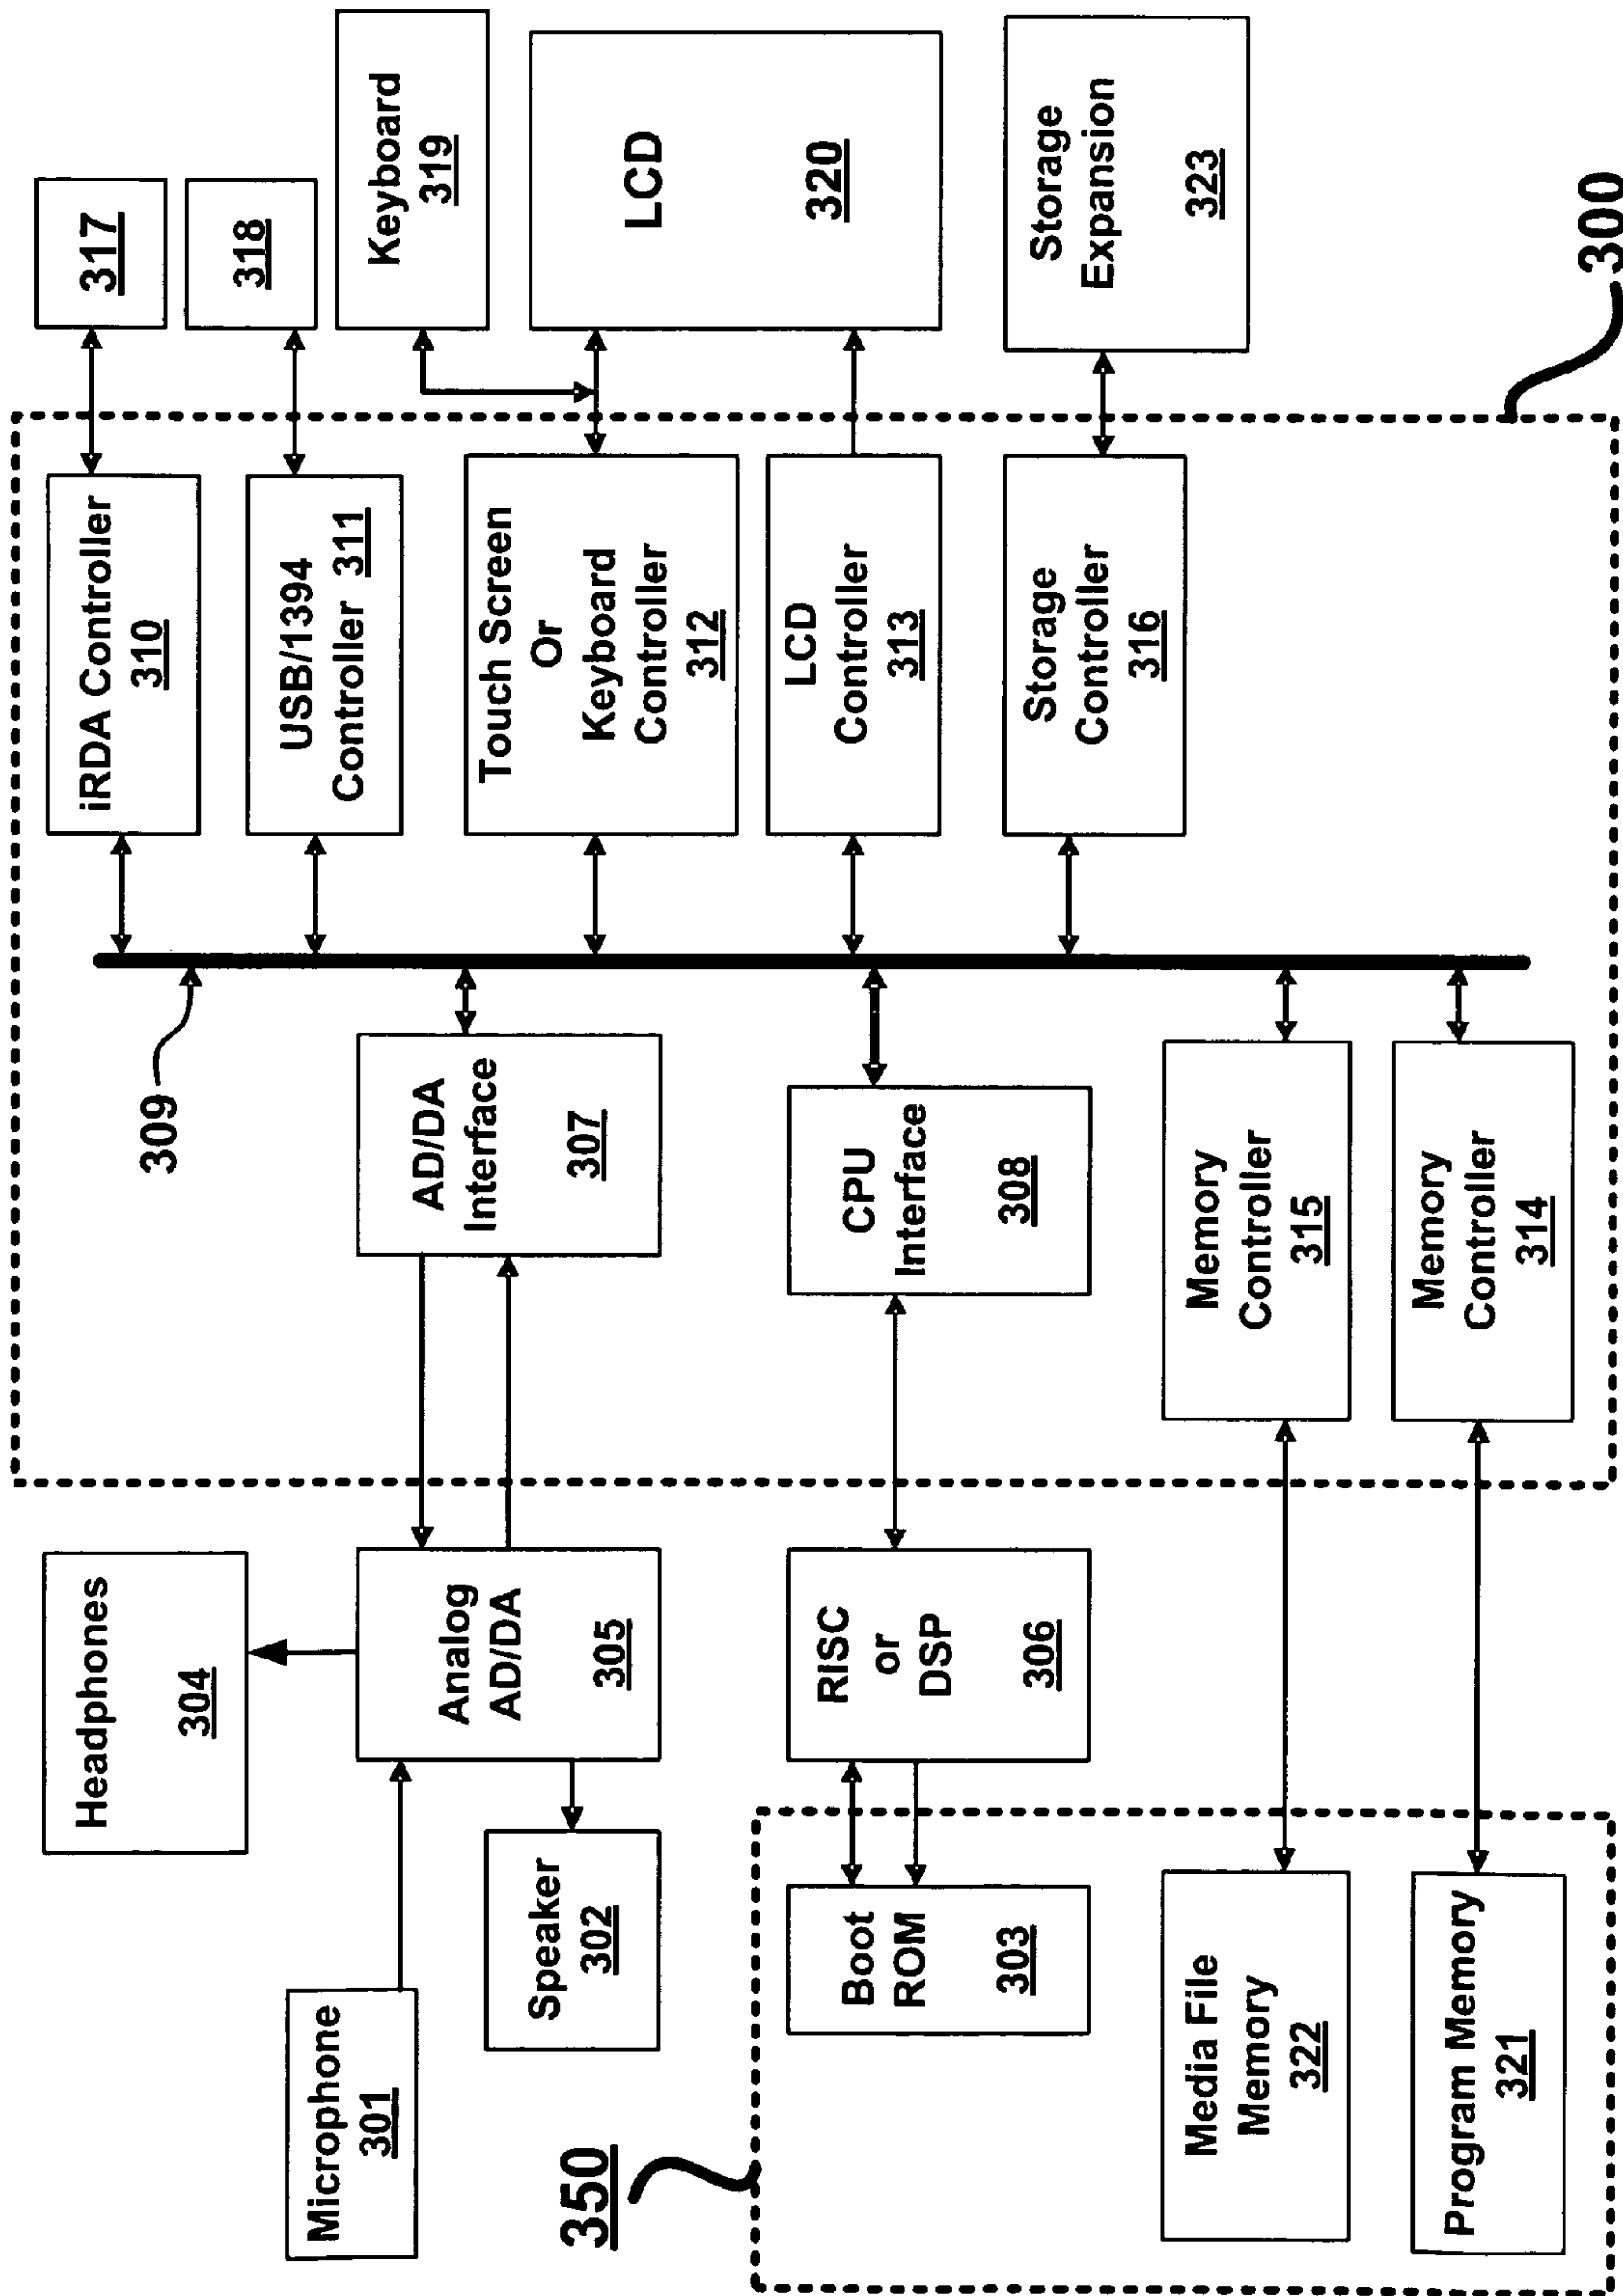 Microphone
301
Speaker
302
Headphones
304
Analog
AD/DA
305
350
Boot
ROM
303
RISC
or
DSP
306
Media File
Memory
322
Program Memory
321
309
AD/DA
Interface
307
CPU
Interface
308
Memory
Controller
315
Memory
Controller
314
iRDA Controller
310
USB/1394
Controller 311
Touch Screen
Or
Keyboard
Controller
312
LCD
Controller
313
Storage
Controller
316
317
318
Keyboard
319
LCD
320
Storage
Expansion
323
300